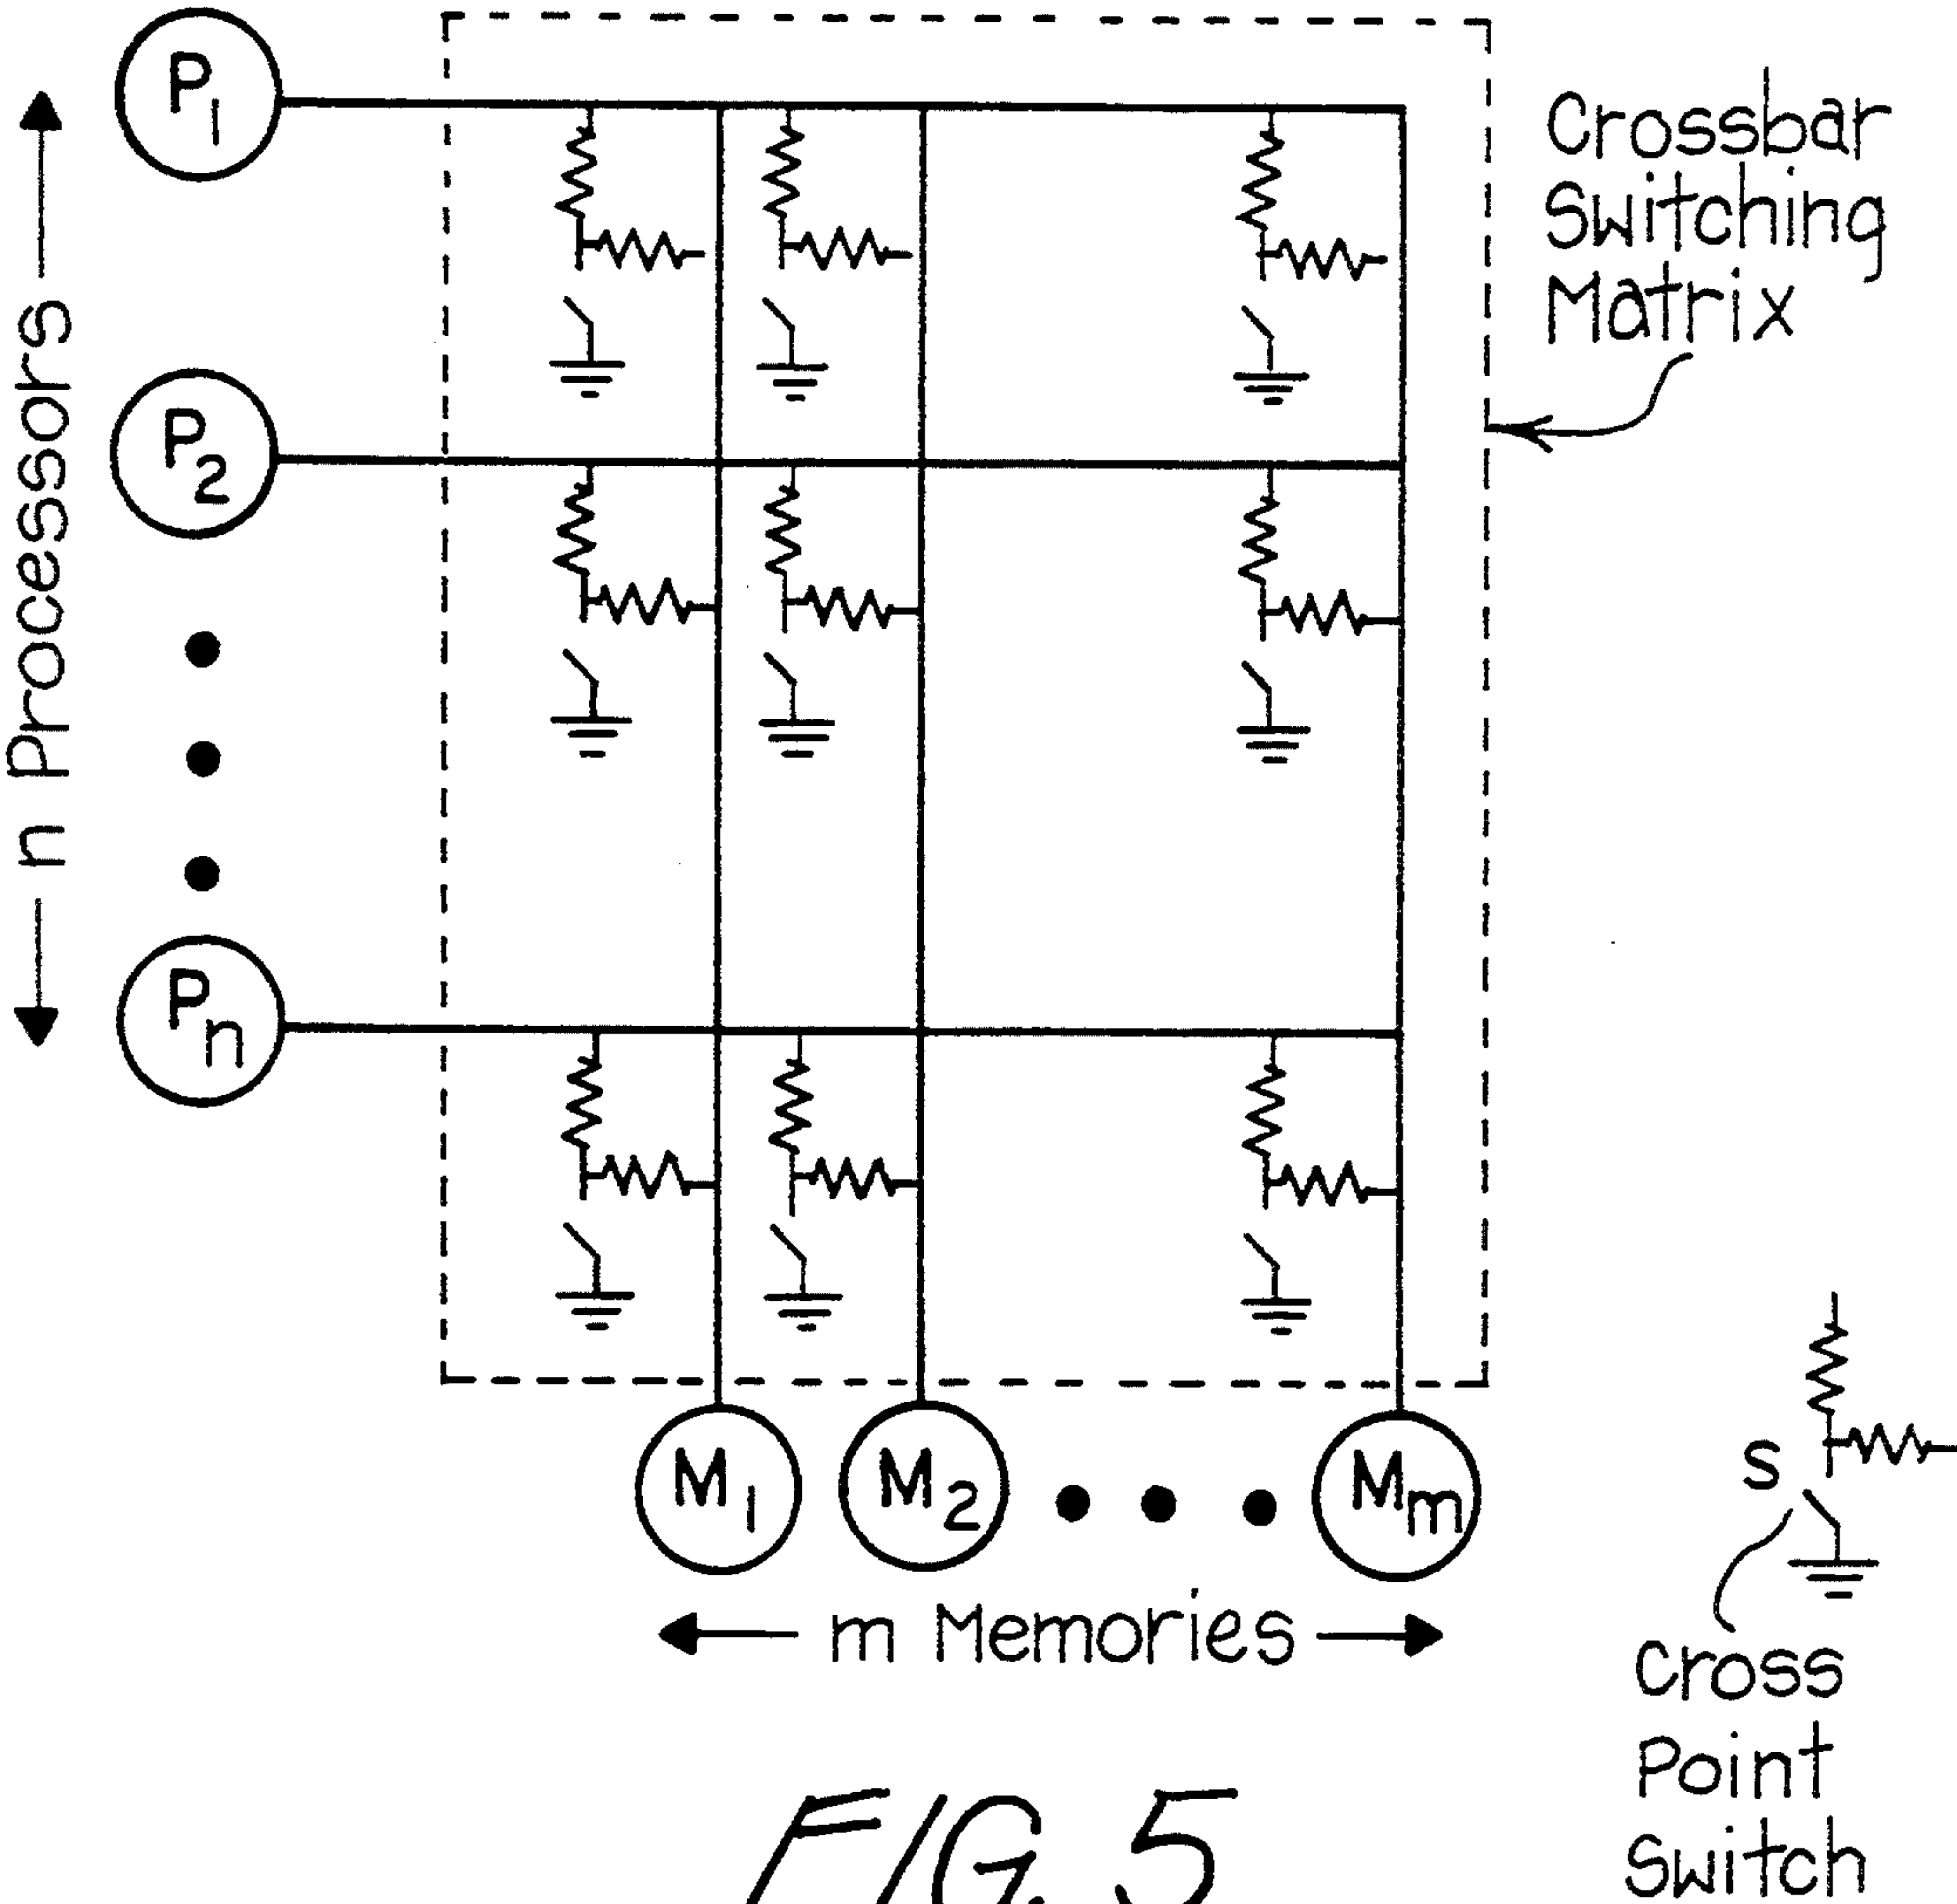 P1
P2
Pn
n Processors
Crossbar
Switching
Matrix
M1
M2
Mm
m Memories
S
Cross
Point
Switch
FIG. 5